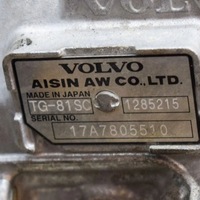 VOLVO
AISIN AW CO.,LTD.
MADE IN JAPAN
TG-81SC 1285215
SERIAL NO.
17A7805510